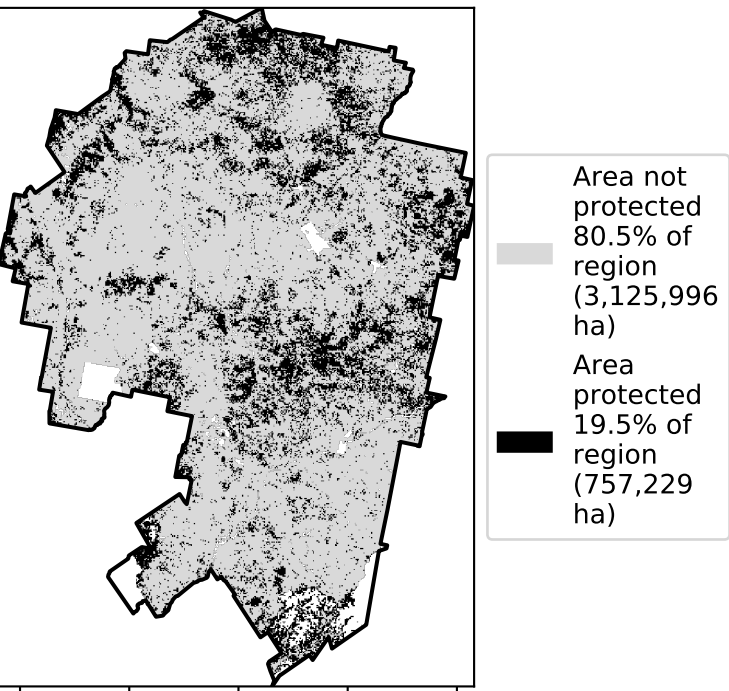 Area not
protected
80.5% of
region
(3,125,996
ha)
Area
protected
19.5% of
region
(757,229
ha)